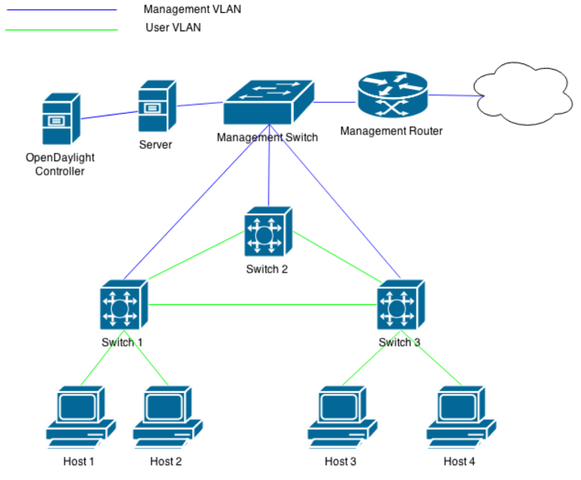 Management VLAN
User VLAN
OpenDaylight
Controller
Server
Management Switch
Management Router
Switch 2
Switch 1
Switch 3
Host 1
Host 2
Host 3
Host 4